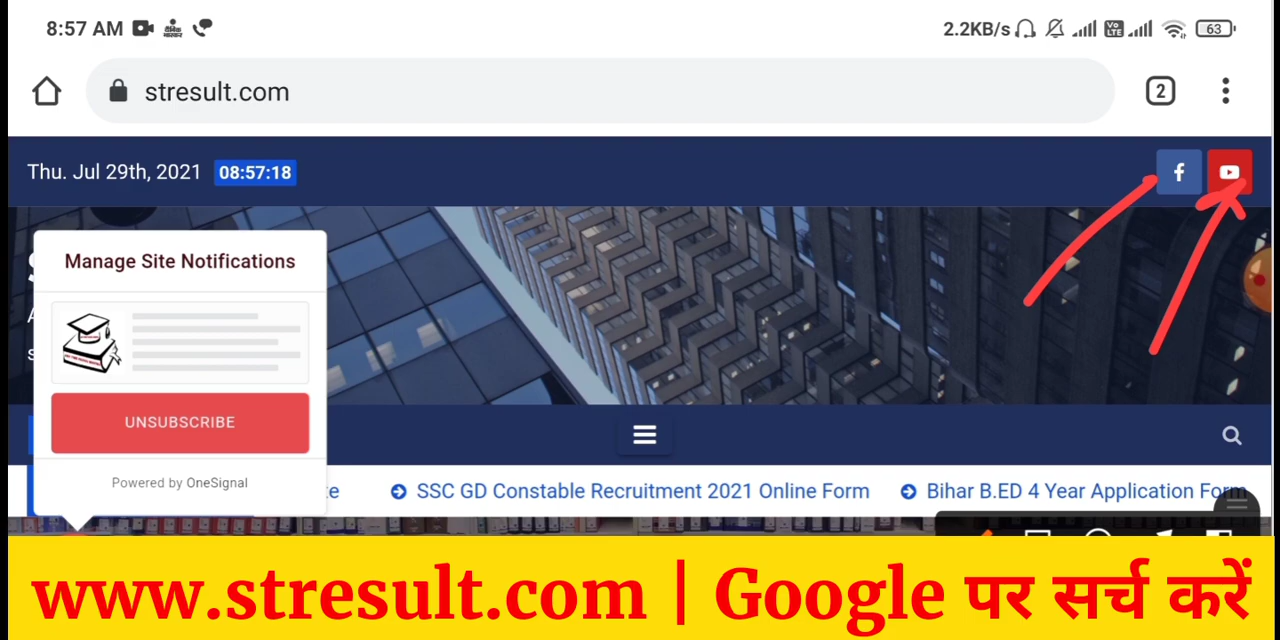 8:57 AM 2.2KB/s Vo LTE 63
stresult.com 2
Thu. Jul 29th, 2021 08:57:18
Manage Site Notifications
UNSUBSCRIBE
Powered by OneSignal
SSC GD Constable Recruitment 2021 Online Form Bihar B.ED 4 Year Application Form
www.stresult.com | Google पर सर्च करें